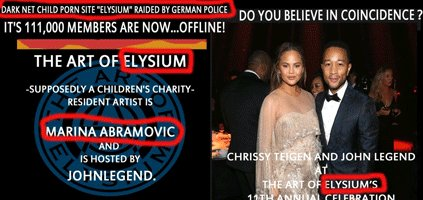 DARK NET CHILD PORN SITE "ELYSIUM" RAIDED BY GERMAN POLICE
IT'S 111,000 MEMBERS ARE NOW...OFFLINE!
THE ART OF ELYSIUM
-SUPPOSEDLY A CHILDREN'S CHARITY-
RESIDENT ARTIST IS
MARINA ABRAMOVIC
AND
IS HOSTED BY
JOHNLEGEND.
DO YOU BELIEVE IN COINCIDENCE ?
CHRISSY TEIGEN AND JOHN LEGEND
AT
THE ART OF ELYSIUM'S
11TH ANNUAL CELEBRATION